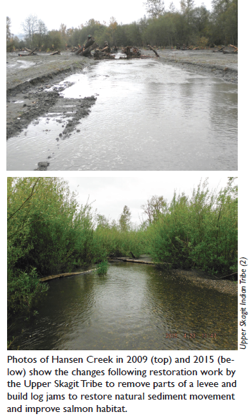 Upper Skagit Indian Tribe (2)
Photos of Hansen Creek in 2009 (top) and 2015 (be-
low) show the changes following restoration work by
the Upper Skagit Tribe to remove parts of a levee and
build log jams to restore natural sediment movement
and improve salmon habitat.